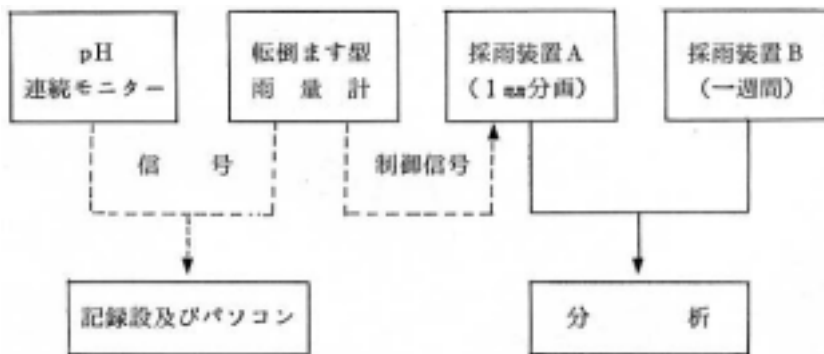 pH
連続モニター
転倒ます型
雨量計
採雨装置A
(1㎜分画)
採雨装置B
(一週間)
信号
制御信号
記録設及びパソコン
分析